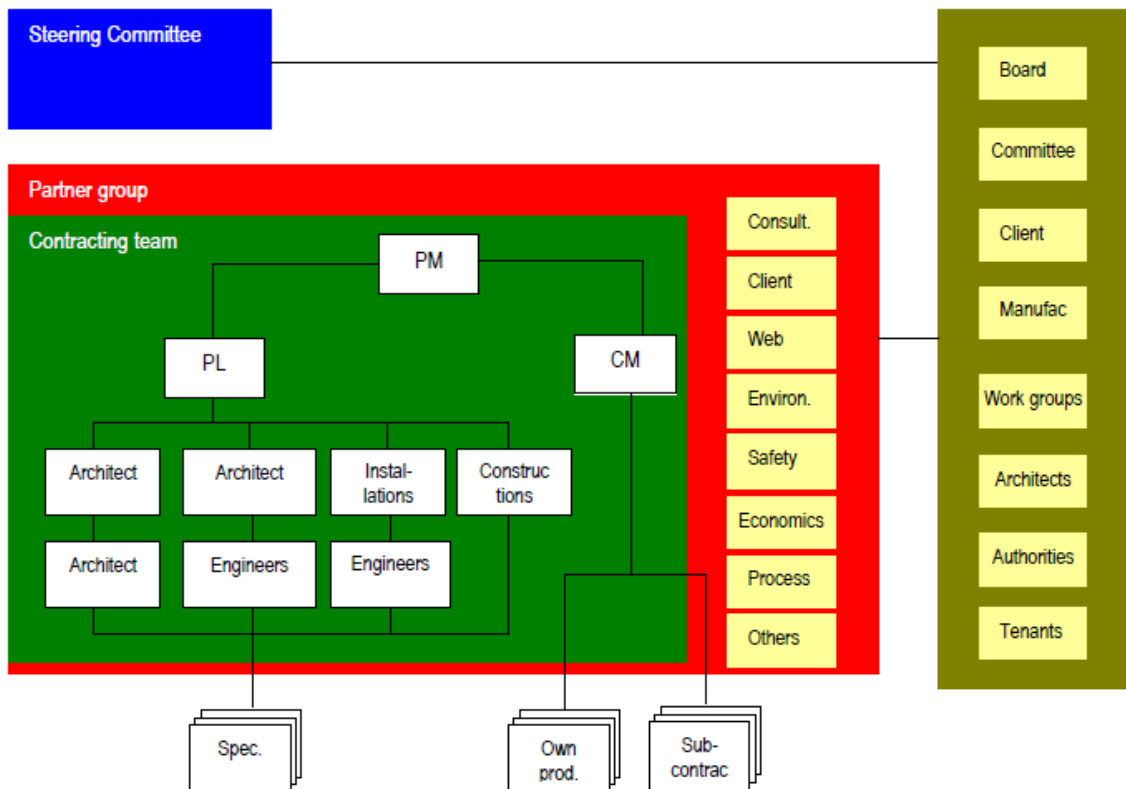 Steering Committee
Board
Committee
Client
Manufac
Work groups
Architects
Authorities
Tenants
Partner group
Contracting team
PM
PL
CM
Architect
Architect
Instal-
lations
Construc
tions
Architect
Engineers
Engineers
Consult.
Client
Web
Environ.
Safety
Economics
Process
Others
Spec.
Own
prod.
Sub-
contrac